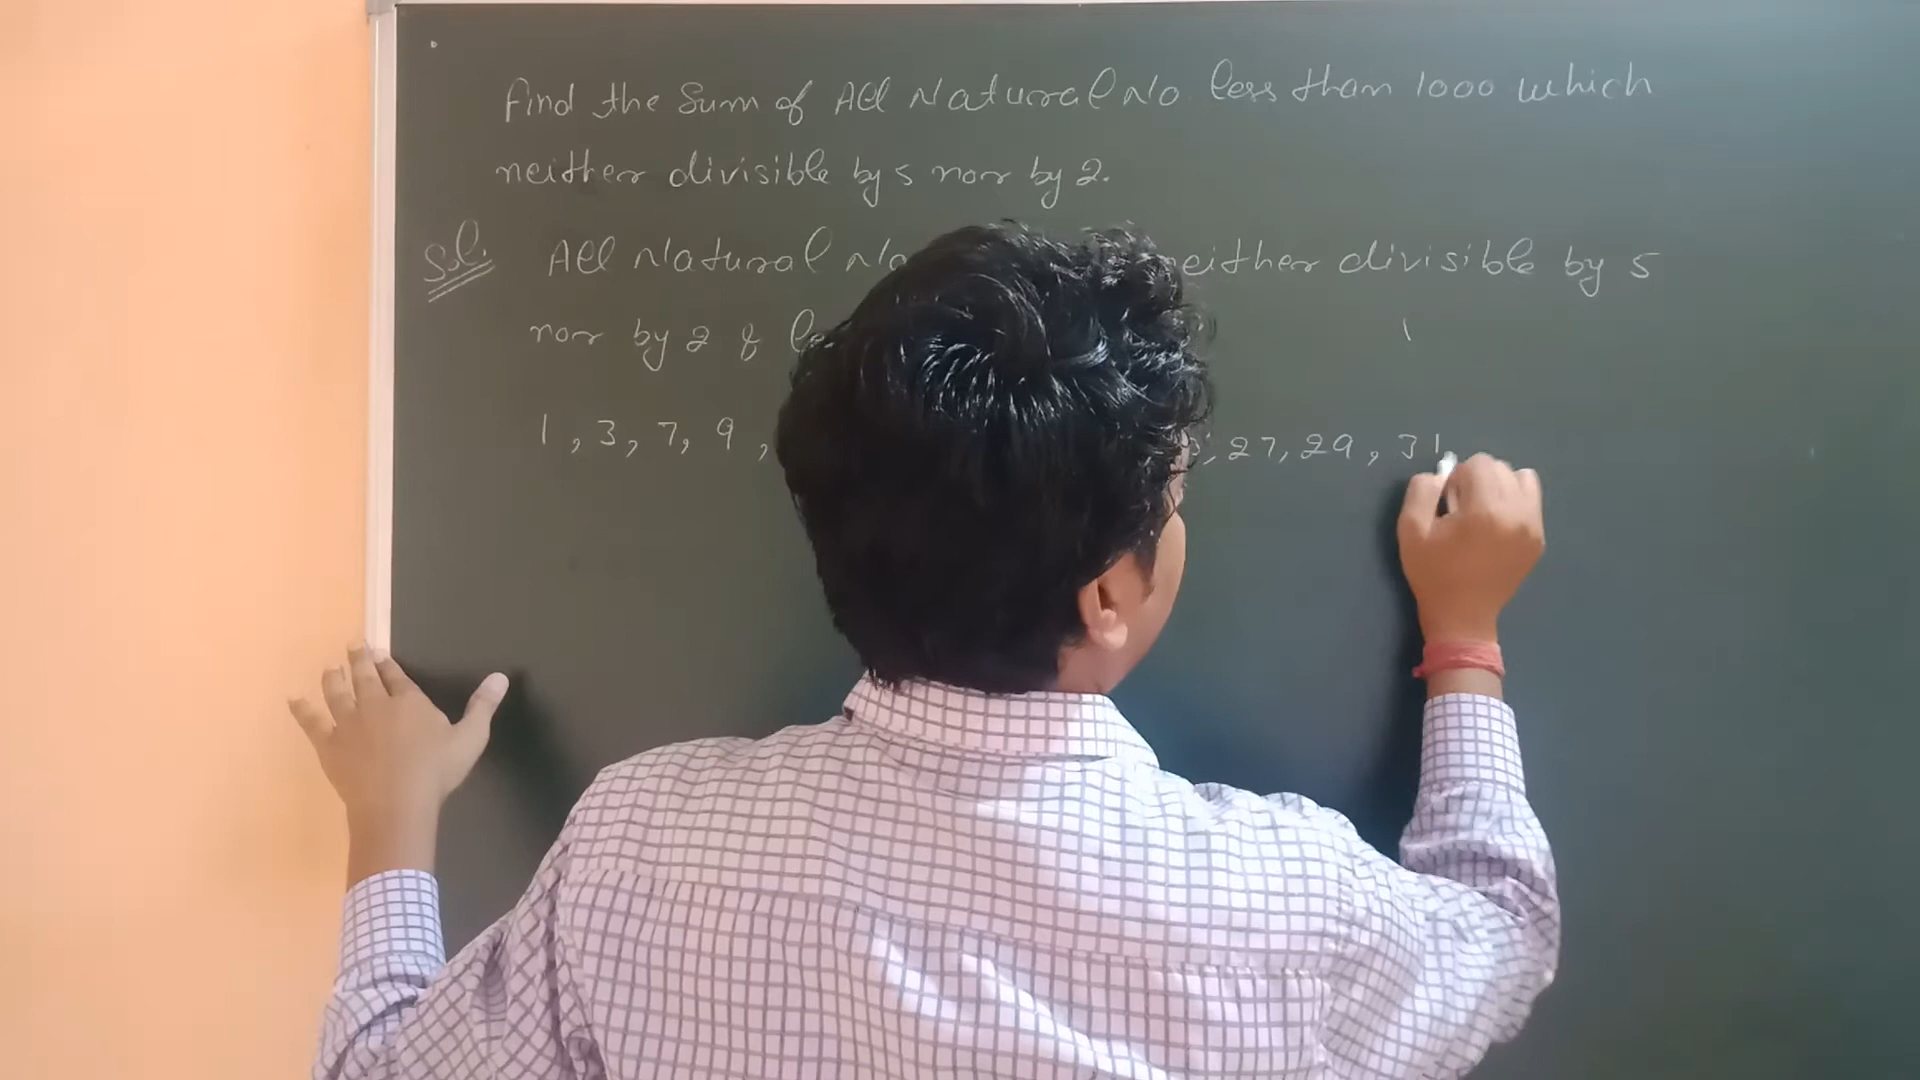 find the Sum of All Natural No less than 1000 which
neither divisible by 5 nor by 2.
Sol. All Natural No neither divisible by 5
nor by 2 &
1, 3, 7, 9, 27, 29, 31